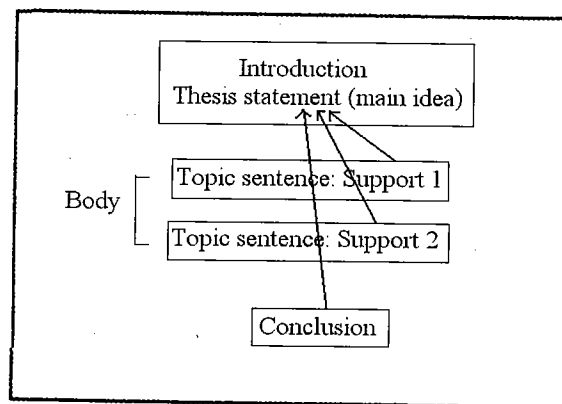 Introduction
Thesis statement (main idea)
Topic sentence: Support 1
Body
Topic sentence: Support 2
Conclusion